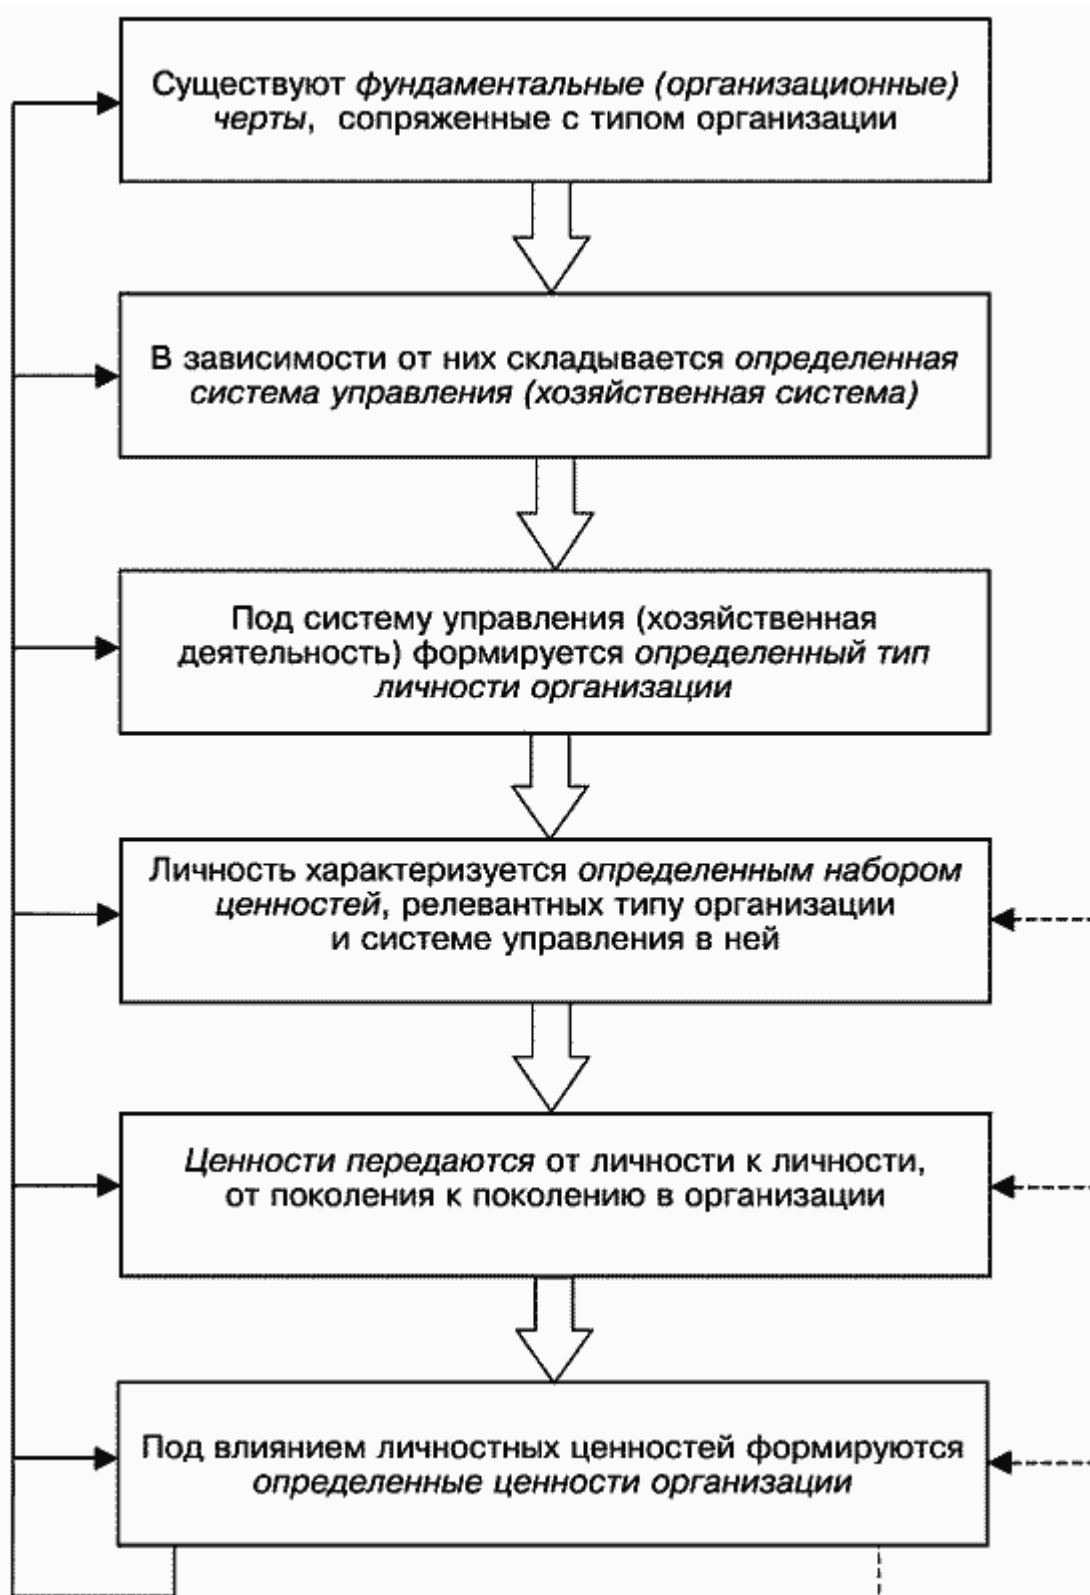 Существуют фундаментальные (организационные)
черты, сопряженные с типом организации
В зависимости от них складывается определенная
система управления (хозяйственная система)
Под систему управления (хозяйственная
деятельность) формируется определенный тип
личности организации
Личность характеризуется определенным набором
ценностей, релевантных типу организации
и системе управления в ней
Ценности передаются от личности к личности,
от поколения к поколению в организации
Под влиянием личностных ценностей формируются
определенные ценности организации